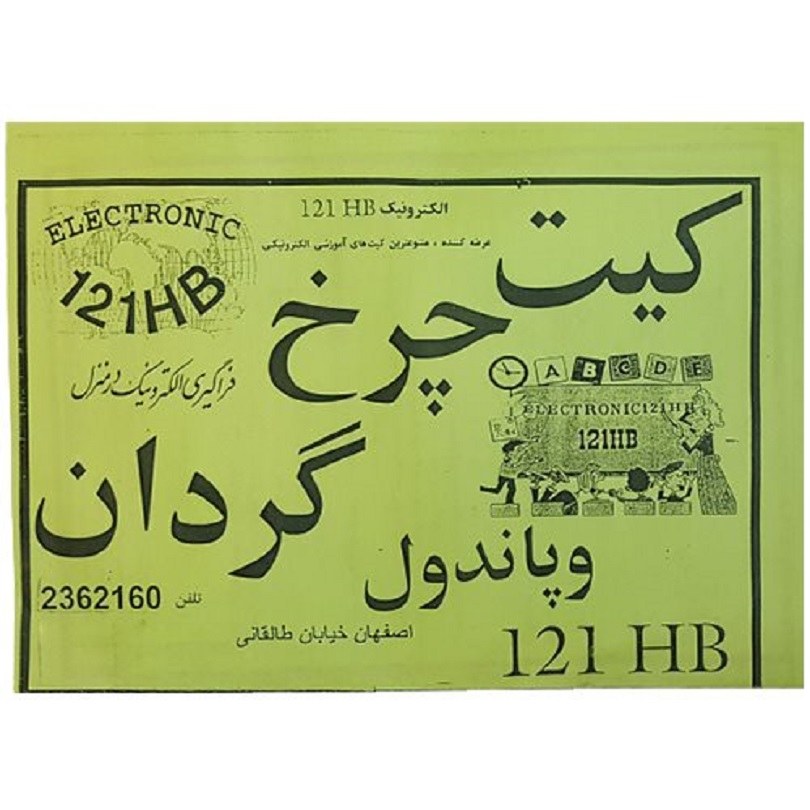 ELECTRONIC
121HB
الکترونیک 121 HB
عرضه کننده ، متنوعترین کیت‌های آموزشی الکترونیکی
کیت
چرخ
فراگیری الکترونیک در منزل
A B C D E
ELECTRONIC121HB
121HB
گردان
وپاندول
تلفن 2362160
اصفهان خیابان طالقانی
121 HB